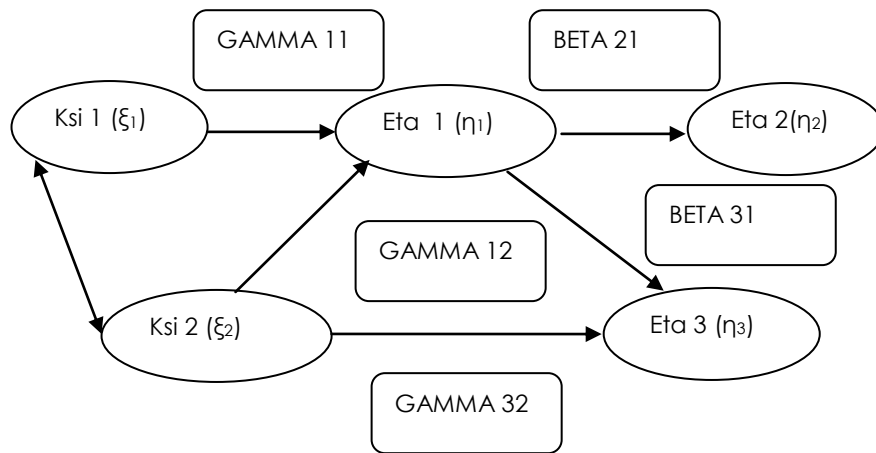 GAMMA 11
BETA 21
Ksi 1 (ξ₁)
Eta  1 (η₁)
Eta 2(η₂)
BETA 31
GAMMA 12
Ksi 2 (ξ₂)
Eta 3 (η₃)
GAMMA 32